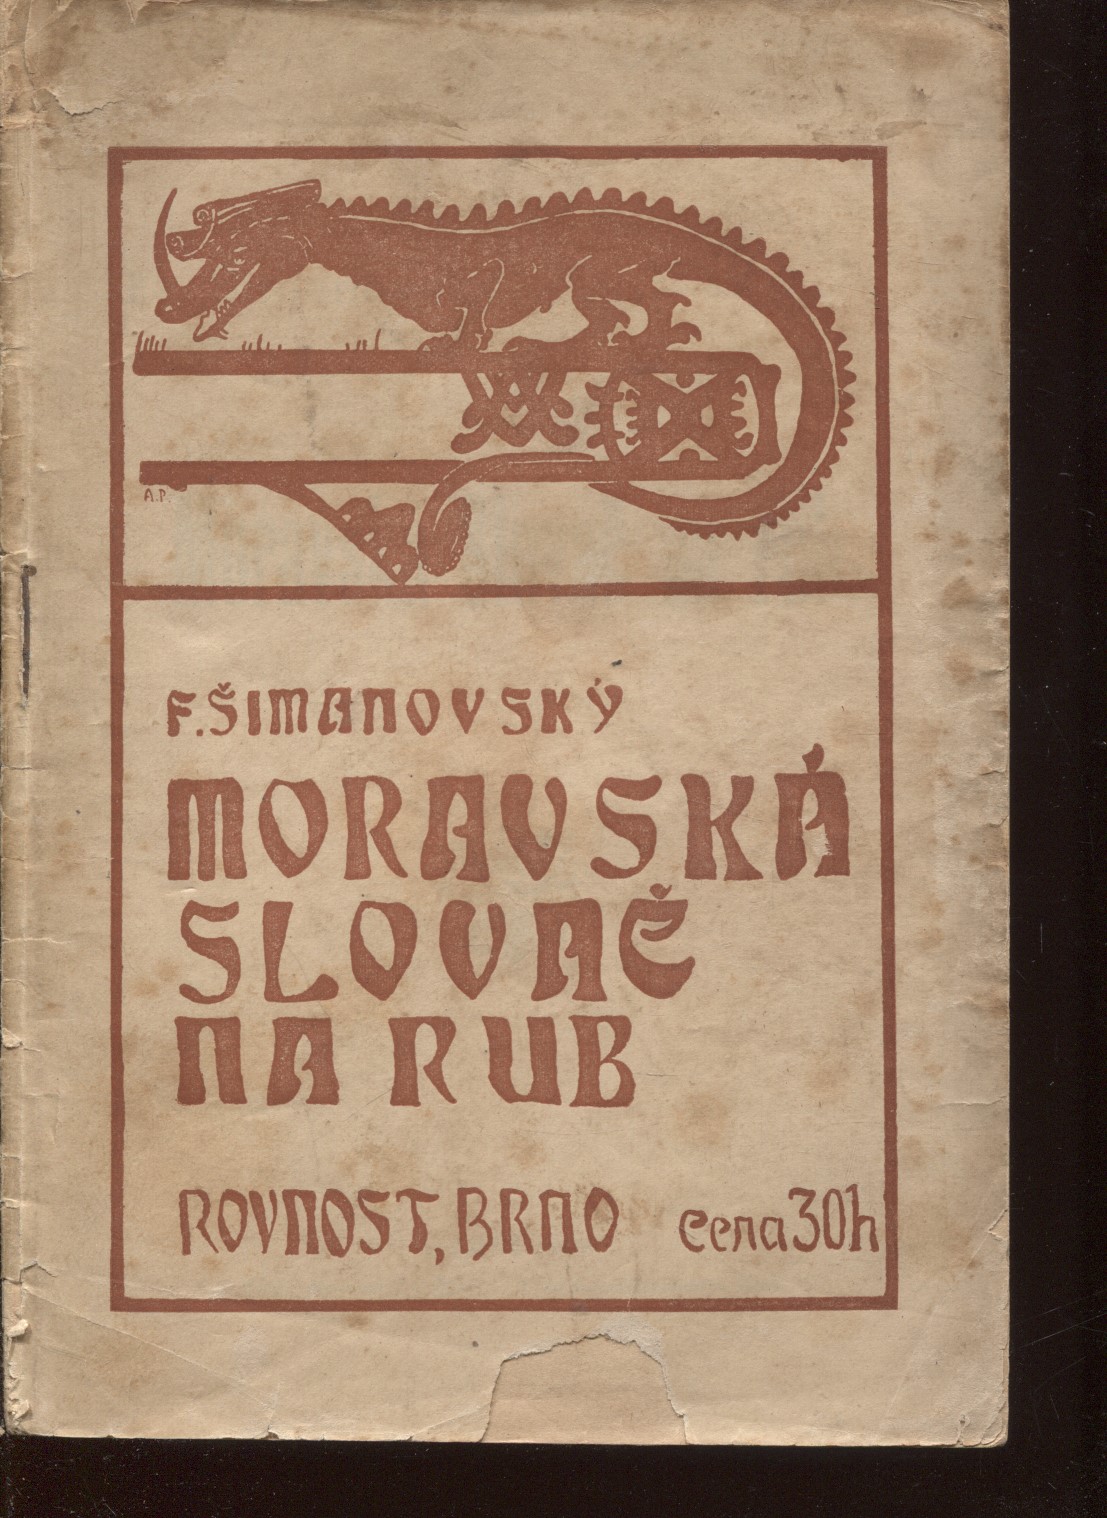 A.P.
F. ŠIMANOVSKÝ
MORAVSKÁ
SLOVAČ
NA RUB
ROVNOST, BRNO cena 30h